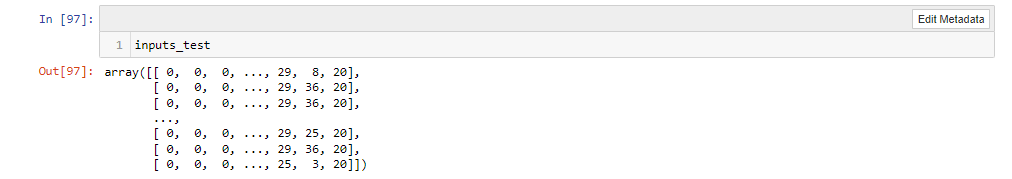 In [97]:
Edit Metadata
1 inputs_test
Out[97]: array([[ 0,  0,  0, ..., 29,  8, 20],
       [ 0,  0,  0, ..., 29, 36, 20],
       [ 0,  0,  0, ..., 29, 36, 20],
       ...,
       [ 0,  0,  0, ..., 29, 25, 20],
       [ 0,  0,  0, ..., 29, 36, 20],
       [ 0,  0,  0, ..., 25,  3, 20]])